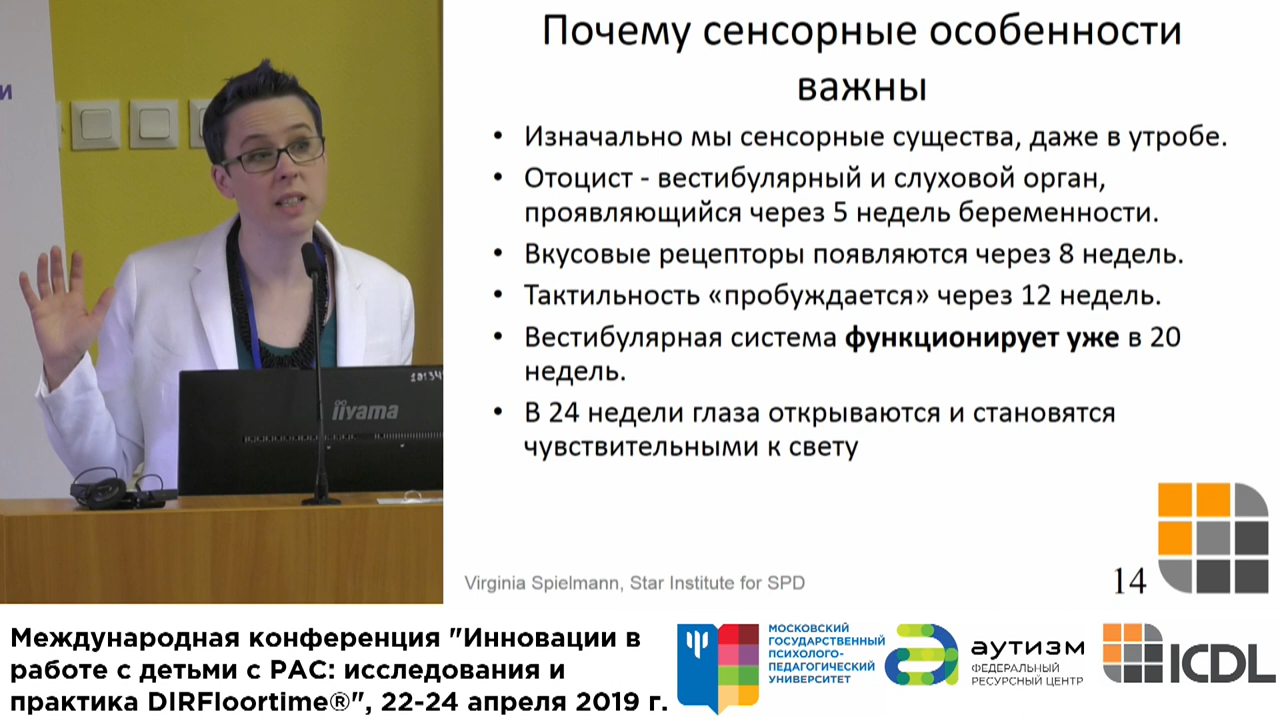 Почему сенсорные особенности
важны
• Изначально мы сенсорные существа, даже в утробе.
• Отоцист - вестибулярный и слуховой орган,
проявляющийся через 5 недель беременности.
• Вкусовые рецепторы появляются через 8 недель.
• Тактильность «пробуждается» через 12 недель.
• Вестибулярная система функционирует уже в 20
недель.
• В 24 недели глаза открываются и становятся
чувствительными к свету
Virginia Spielmann, Star Institute for SPD
14
и
iiyama
Международная конференция "Инновации в
работе с детьми с РАС: исследования и
практика DIRFloortime®", 22-24 апреля 2019 г.
МОСКОВСКИЙ
ГОСУДАРСТВЕННЫЙ
ПСИХОЛОГО-
ПЕДАГОГИЧЕСКИЙ
УНИВЕРСИТЕТ
аутизм
ФЕДЕРАЛЬНЫЙ
РЕСУРСНЫЙ ЦЕНТР
ICDL